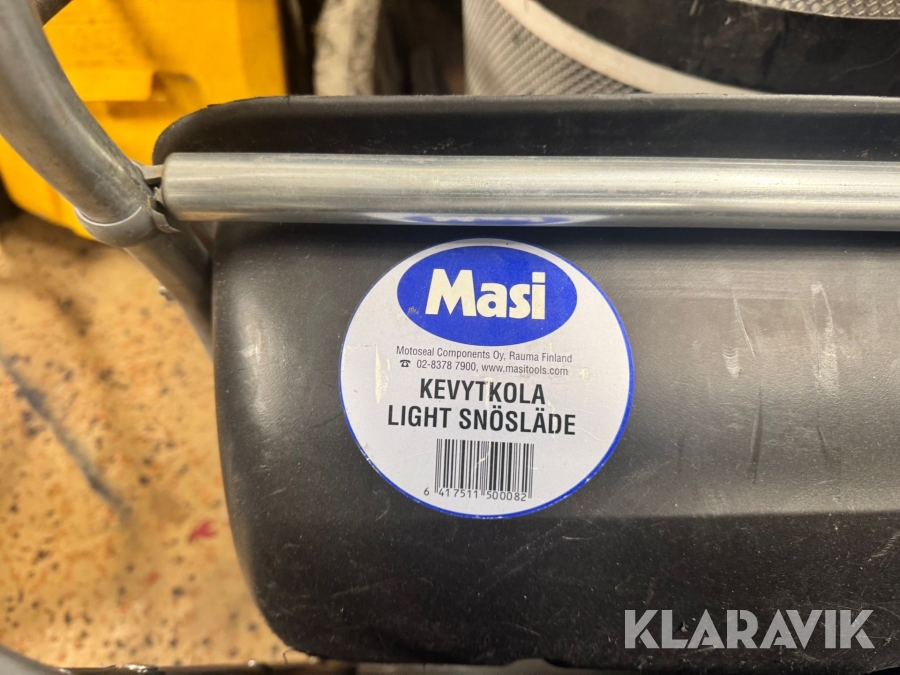 Masi
Motoseal Components Oy, Rauma Finland
☎ 02-8378 7900, www.masitools.com
KEVYTKOLA
LIGHT SNÖSLÄDE
6 417511 500082
KLARAVIK